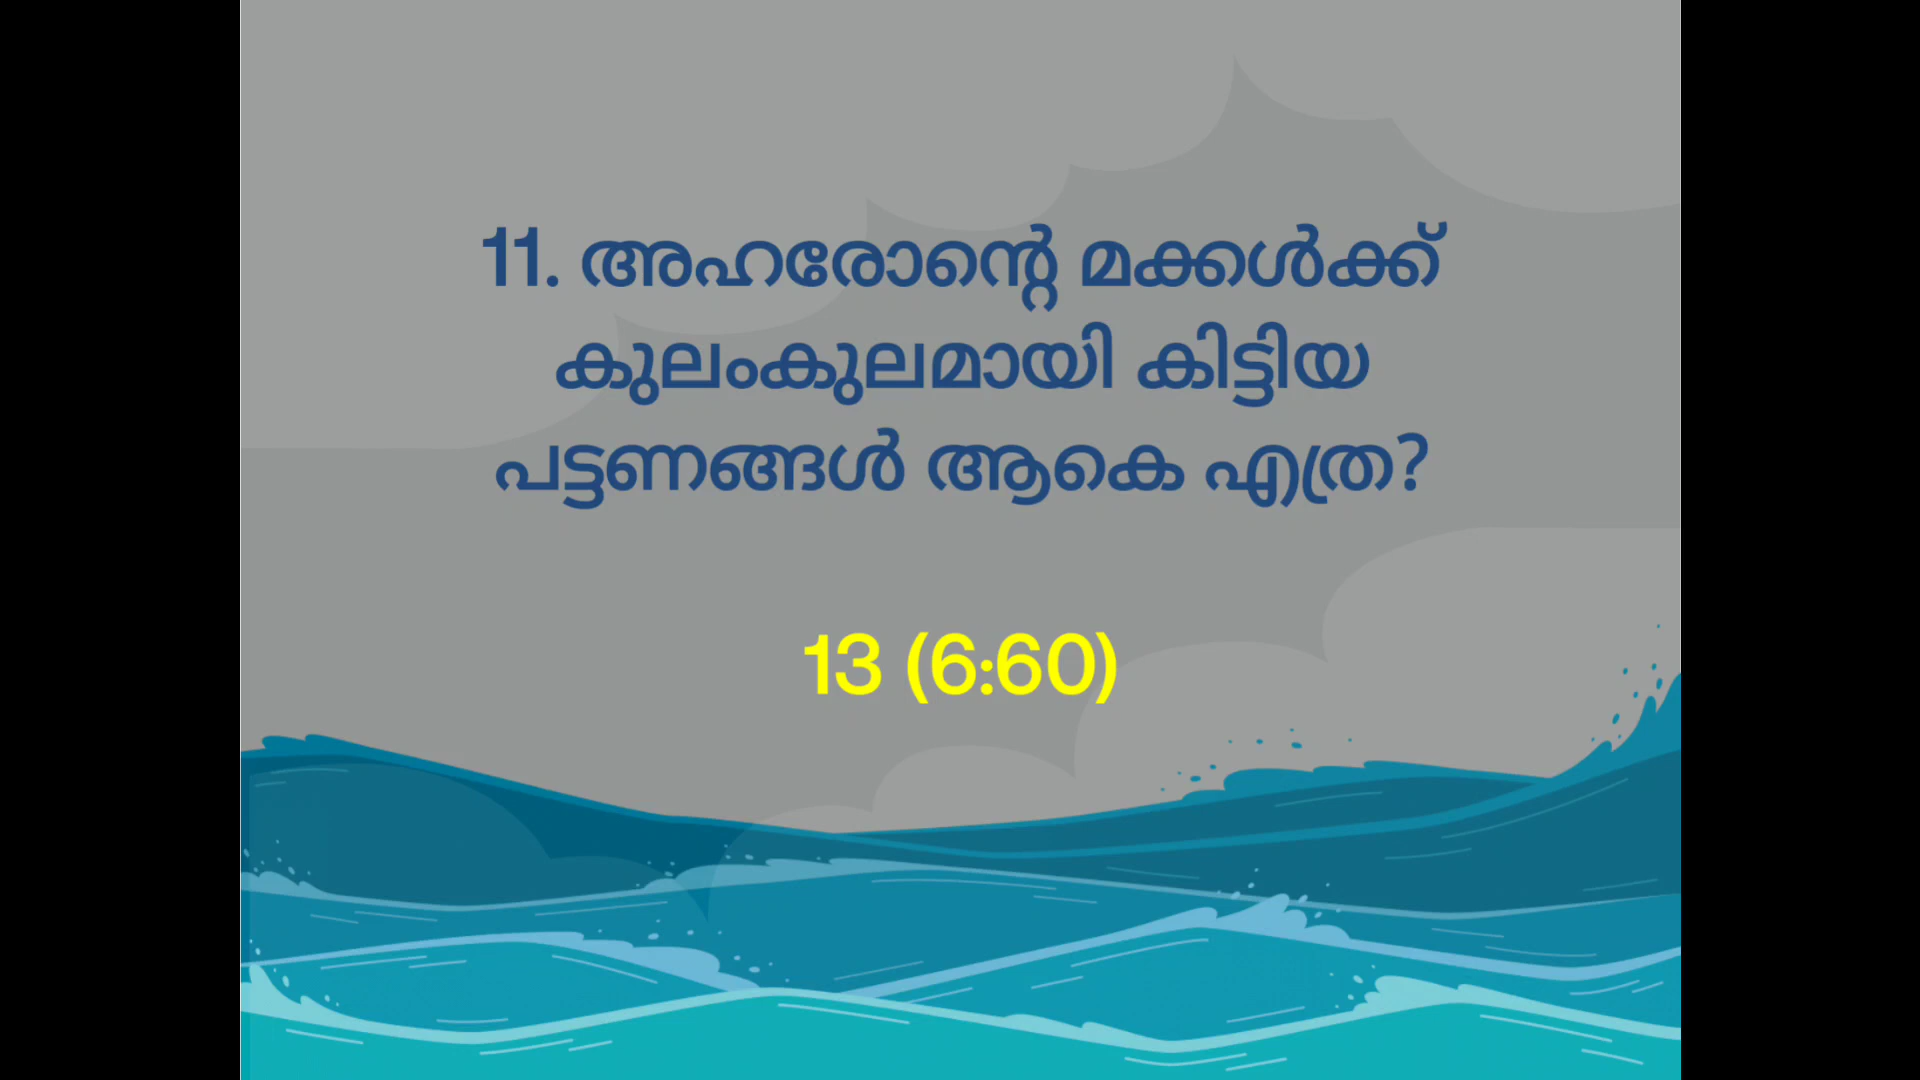 11. അഹരോന്റെ മക്കൾക്ക്
കുലംകുലമായി കിട്ടിയ
പട്ടണങ്ങൾ ആകെ എത്ര?
13 (6:60)